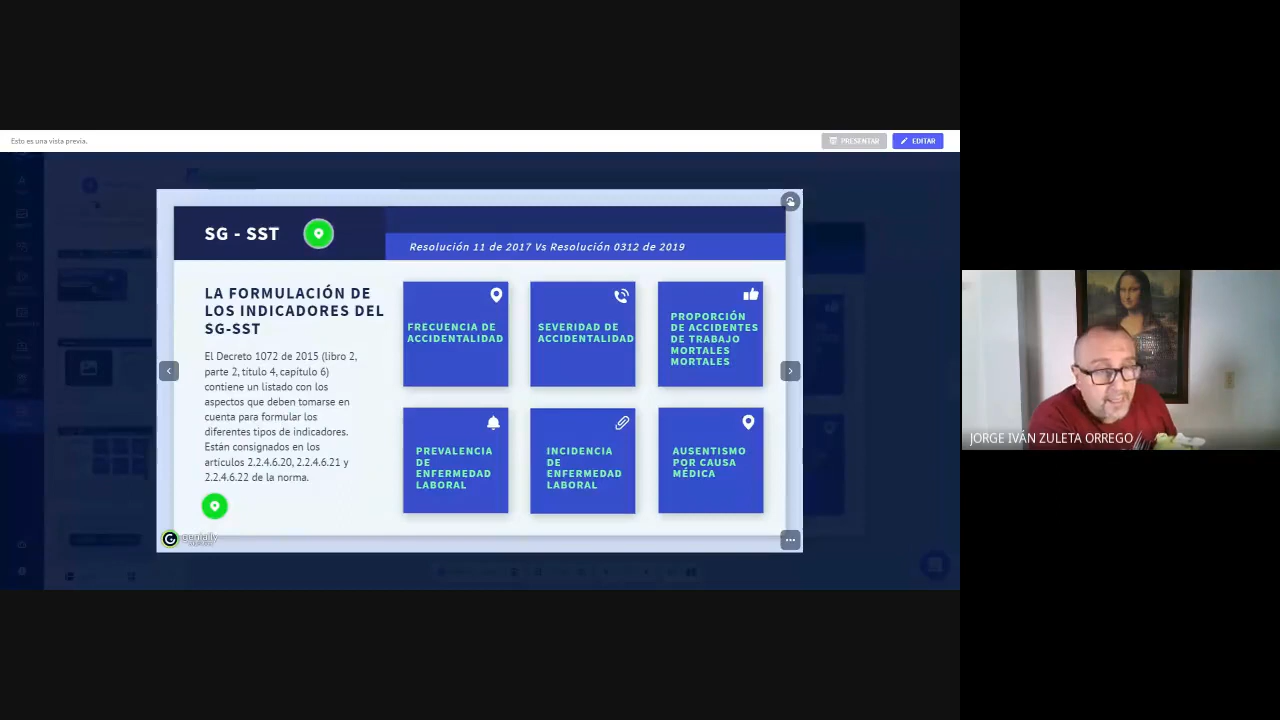 Esto es una vista previa.
PRESENTAR
EDITAR
SG - SST
Resolución 11 de 2017 Vs Resolución 0312 de 2019
LA FORMULACIÓN DE
LOS INDICADORES DEL
SG-SST
El Decreto 1072 de 2015 (libro 2,
parte 2, titulo 4, capítulo 6)
contiene un listado con los
aspectos que deben tomarse en
cuenta para formular los
diferentes tipos de indicadores.
Están consignados en los
artículos 2.2.4.6.20, 2.2.4.6.21 y
2.2.4.6.22 de la norma.
FRECUENCIA DE
ACCIDENTALIDAD
SEVERIDAD DE
ACCIDENTALIDAD
PROPORCIÓN
DE ACCIDENTES
DE TRABAJO
MORTALES
MORTALES
PREVALENCIA
DE
ENFERMEDAD
LABORAL
INCIDENCIA
DE
ENFERMEDAD
LABORAL
AUSENTISMO
POR CAUSA
MÉDICA
genially
JORGE IVÁN ZULETA ORREGO